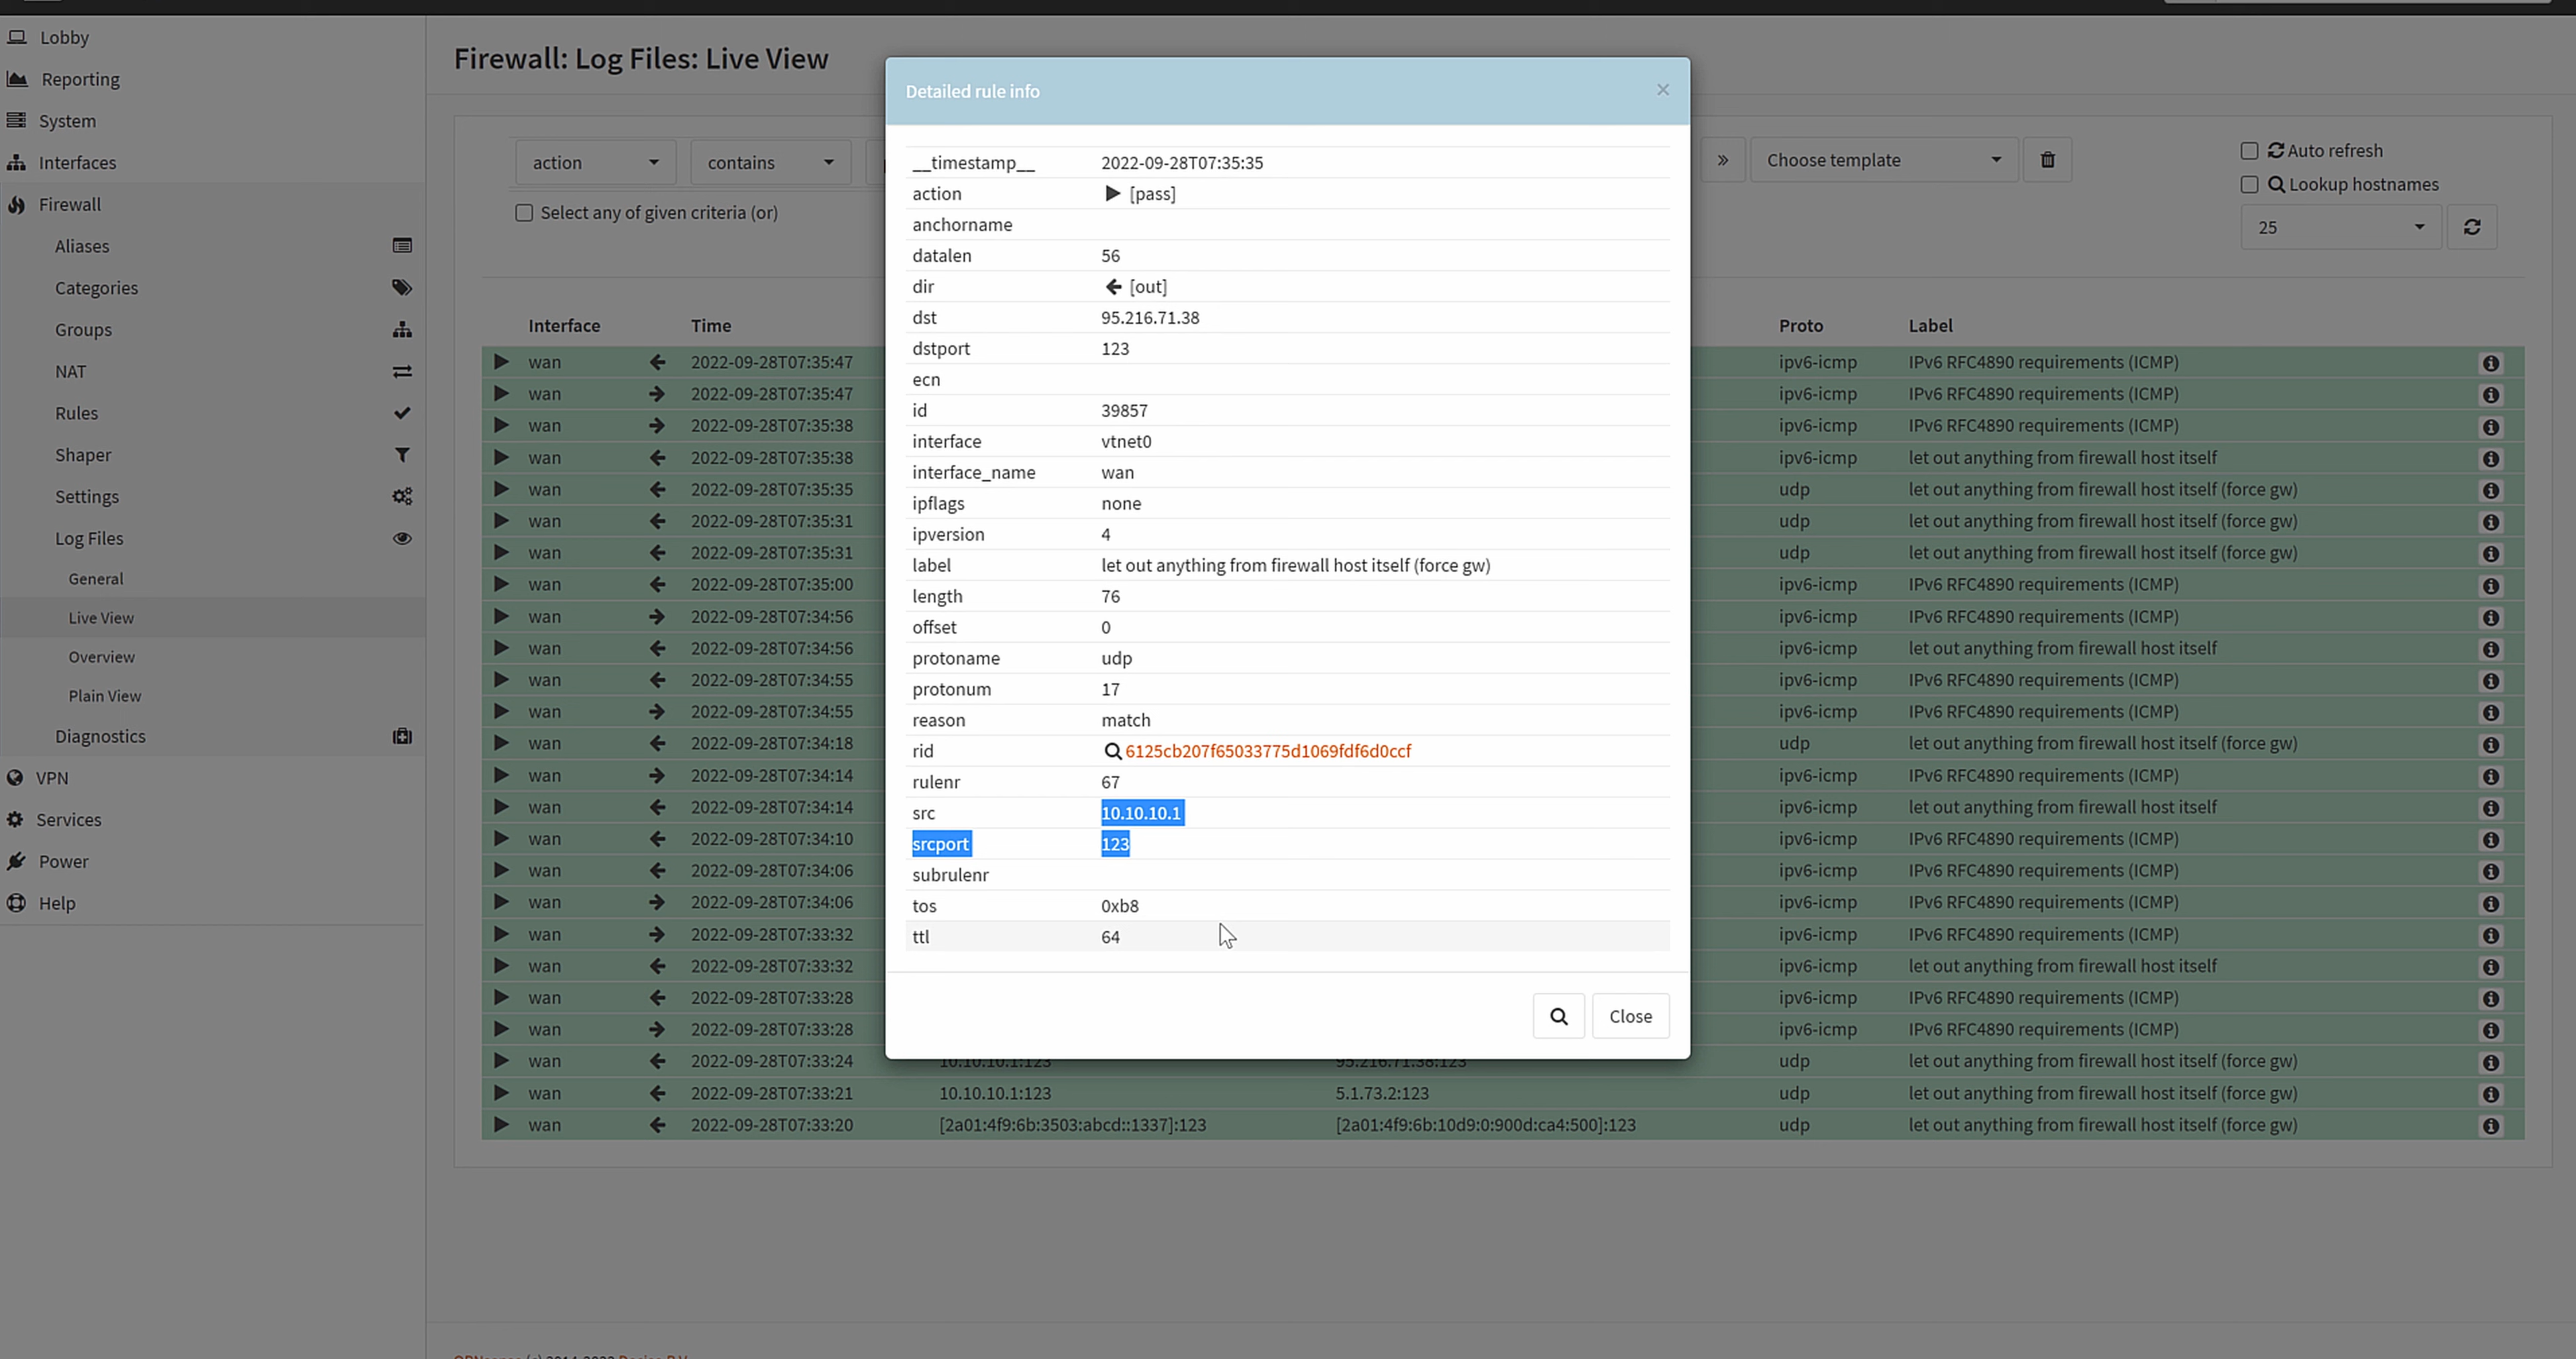 Lobby
Reporting
System
Interfaces
Firewall
Aliases
Categories
Groups
NAT
Rules
Shaper
Settings
Log Files
General
Live View
Overview
Plain View
Diagnostics
VPN
Services
Power
Help
Firewall: Log Files: Live View
action contains Choose template
Select any of given criteria (or)
Auto refresh
Lookup hostnames
25
Interface Time Proto Label
wan 2022-09-28T07:35:47 ipv6-icmp IPv6 RFC4890 requirements (ICMP)
wan 2022-09-28T07:35:47 ipv6-icmp IPv6 RFC4890 requirements (ICMP)
wan 2022-09-28T07:35:38 ipv6-icmp IPv6 RFC4890 requirements (ICMP)
wan 2022-09-28T07:35:38 ipv6-icmp let out anything from firewall host itself
wan 2022-09-28T07:35:35 udp let out anything from firewall host itself (force gw)
wan 2022-09-28T07:35:31 udp let out anything from firewall host itself (force gw)
wan 2022-09-28T07:35:31 udp let out anything from firewall host itself (force gw)
wan 2022-09-28T07:35:00 ipv6-icmp IPv6 RFC4890 requirements (ICMP)
wan 2022-09-28T07:34:56 ipv6-icmp IPv6 RFC4890 requirements (ICMP)
wan 2022-09-28T07:34:56 ipv6-icmp let out anything from firewall host itself
wan 2022-09-28T07:34:55 ipv6-icmp IPv6 RFC4890 requirements (ICMP)
wan 2022-09-28T07:34:55 ipv6-icmp IPv6 RFC4890 requirements (ICMP)
wan 2022-09-28T07:34:18 udp let out anything from firewall host itself (force gw)
wan 2022-09-28T07:34:14 ipv6-icmp IPv6 RFC4890 requirements (ICMP)
wan 2022-09-28T07:34:14 ipv6-icmp let out anything from firewall host itself
wan 2022-09-28T07:34:10 ipv6-icmp IPv6 RFC4890 requirements (ICMP)
wan 2022-09-28T07:34:06 ipv6-icmp IPv6 RFC4890 requirements (ICMP)
wan 2022-09-28T07:34:06 ipv6-icmp IPv6 RFC4890 requirements (ICMP)
wan 2022-09-28T07:33:32 ipv6-icmp IPv6 RFC4890 requirements (ICMP)
wan 2022-09-28T07:33:32 ipv6-icmp let out anything from firewall host itself
wan 2022-09-28T07:33:28 ipv6-icmp IPv6 RFC4890 requirements (ICMP)
wan 2022-09-28T07:33:28 ipv6-icmp IPv6 RFC4890 requirements (ICMP)
wan 2022-09-28T07:33:24 10.10.10.1:123 95.216.71.38:123 udp let out anything from firewall host itself (force gw)
wan 2022-09-28T07:33:21 10.10.10.1:123 5.1.73.2:123 udp let out anything from firewall host itself (force gw)
wan 2022-09-28T07:33:20 [2a01:4f9:6b:3503:abcd::1337]:123 [2a01:4f9:6b:10d9:0:900d:ca4:500]:123 udp let out anything from firewall host itself (force gw)
Detailed rule info ×
__timestamp__ 2022-09-28T07:35:35
action [pass]
anchorname
datalen 56
dir [out]
dst 95.216.71.38
dstport 123
ecn
id 39857
interface vtnet0
interface_name wan
ipflags none
ipversion 4
label let out anything from firewall host itself (force gw)
length 76
offset 0
protoname udp
protonum 17
reason match
rid 6125cb207f65033775d1069fdf6d0ccf
rulenr 67
src 10.10.10.1
srcport 123
subrulenr
tos 0xb8
ttl 64
Close